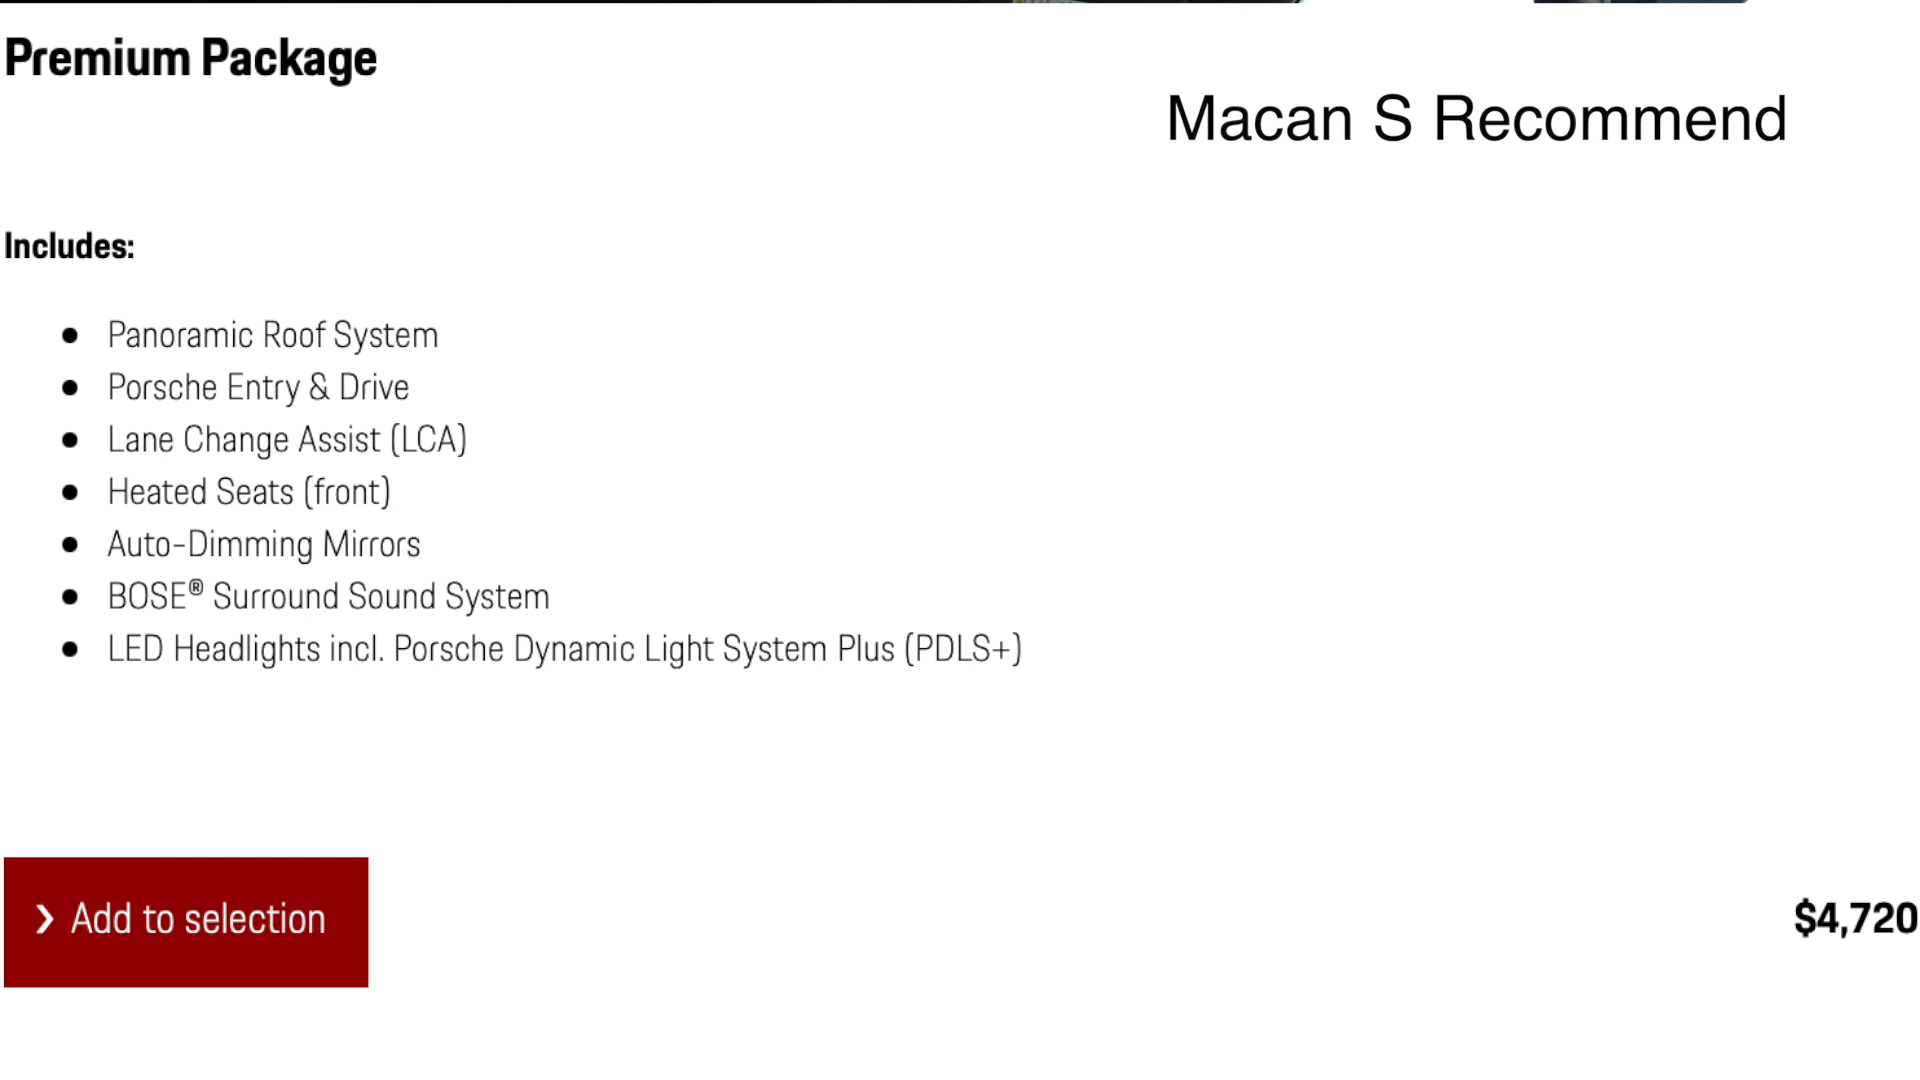 Premium Package
Macan S Recommend
Includes:
Panoramic Roof System
Porsche Entry & Drive
Lane Change Assist (LCA)
Heated Seats (front)
Auto-Dimming Mirrors
BOSE® Surround Sound System
LED Headlights incl. Porsche Dynamic Light System Plus (PDLS+)
Add to selection
$4,720